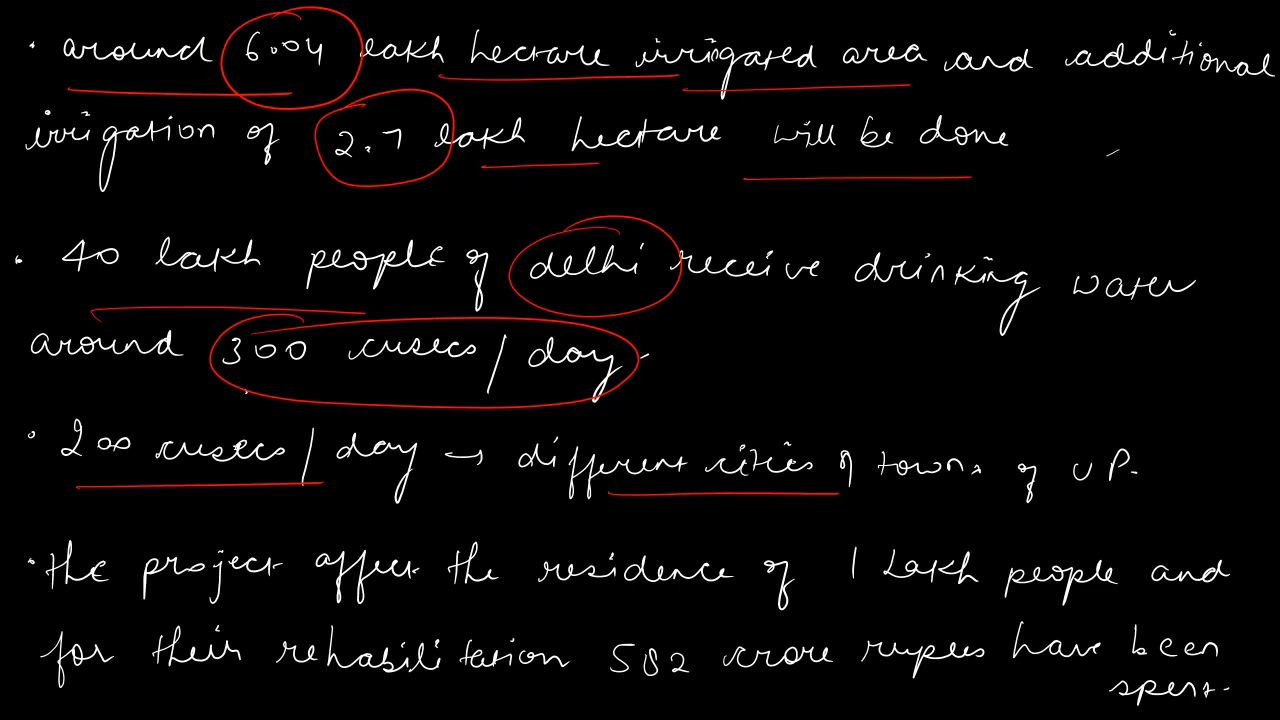 · around 6.04 lakh hectare irrigated area and additional
irrigation of 2.7 lakh hectare will be done
· 40 lakh people of delhi receive drinking water
around 300 cusecs / day.
· 200 cusecs / day → different cities & towns of UP.
· the project affect the residence of 1 Lakh people and
for their rehabilitation 582 crore rupees have been
spent.